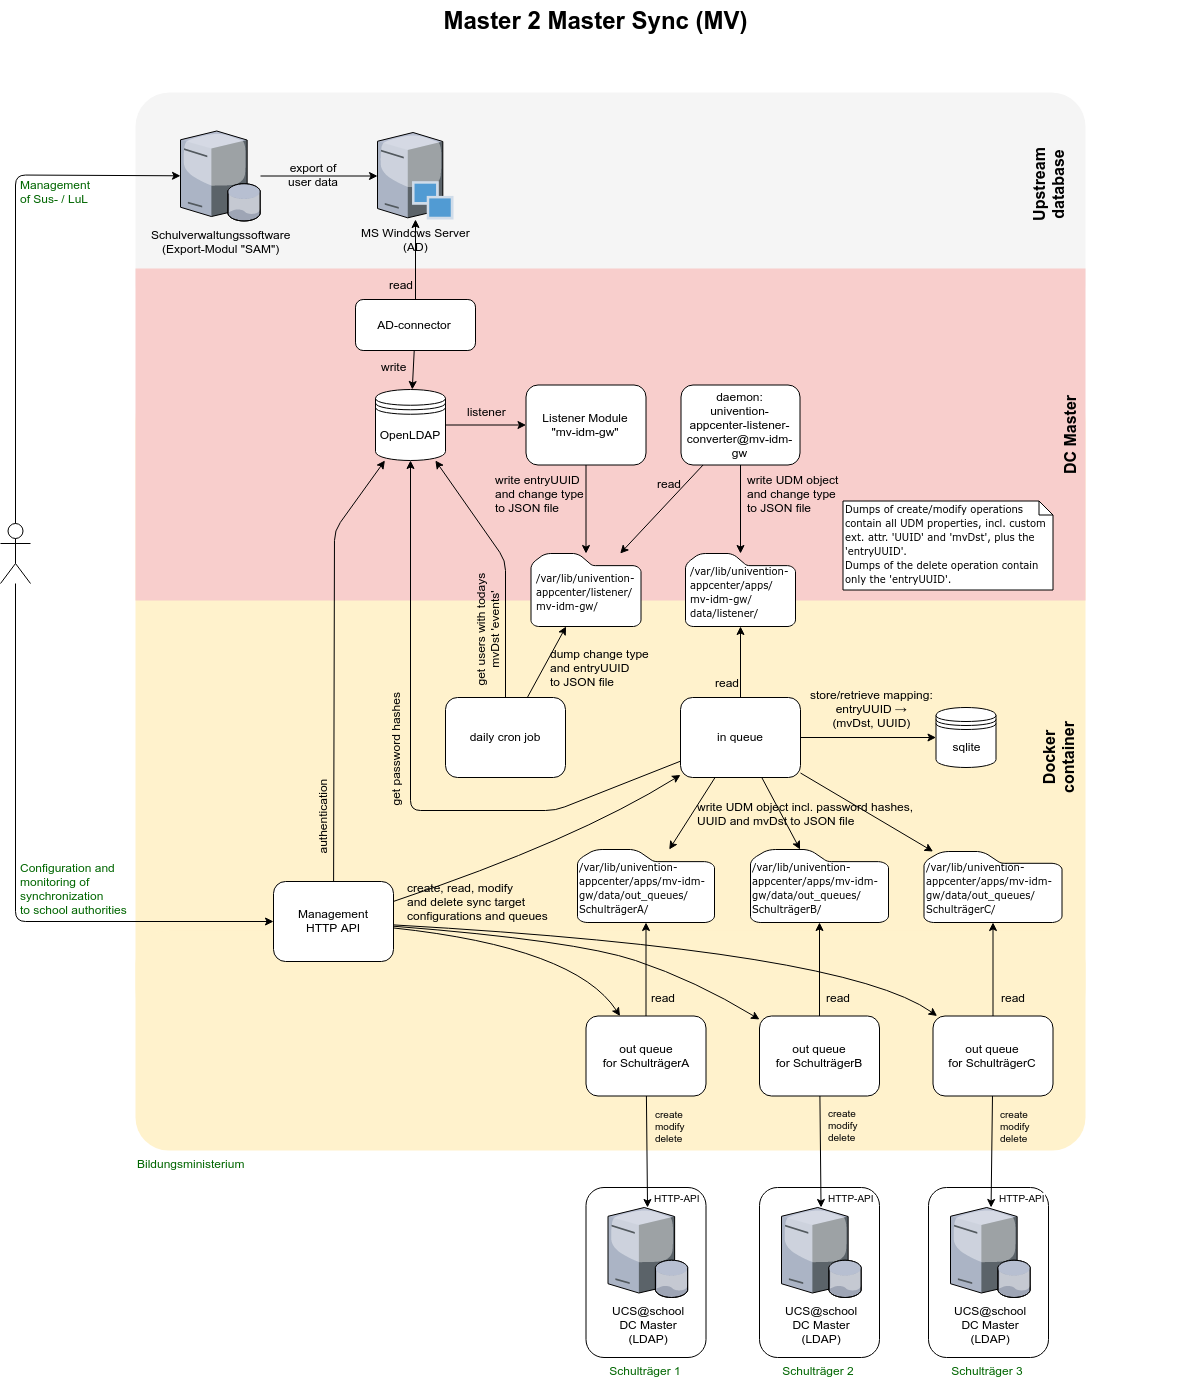 Master 2 Master Sync (MV)
Upstream
database
Management
of Sus- / LuL
export of
user data
Schulverwaltungssoftware
(Export-Modul "SAM")
MS Windows Server
(AD)
read
AD-connector
write
DC Master
OpenLDAP
listener
Listener Module
"mv-idm-gw"
daemon:
univention-
appcenter-listener-
converter@mv-idm-
gw
write entryUUID
and change type
to JSON file
read
write UDM object
and change type
to JSON file
Dumps of create/modify operations
contain all UDM properties, incl. custom
ext. attr. 'UUID' and 'mvDst', plus the
'entryUUID'.
Dumps of the delete operation contain
only the 'entryUUID'.
/var/lib/univention-
appcenter/listener/
mv-idm-gw/
/var/lib/univention-
appcenter/apps/
mv-idm-gw/
data/listener/
get users with todays
mvDst 'events'
dump change type
and entryUUID
to JSON file
read
store/retrieve mapping:
entryUUID →
(mvDst, UUID)
get password hashes
daily cron job
in queue
sqlite
Docker
container
authentication
write UDM object incl. password hashes,
UUID and mvDst to JSON file
Configuration and
monitoring of
synchronization
to school authorities
Management
HTTP API
create, read, modify
and delete sync target
configurations and queues
/var/lib/univention-
appcenter/apps/mv-idm-
gw/data/out_queues/
SchulträgerA/
/var/lib/univention-
appcenter/apps/mv-idm-
gw/data/out_queues/
SchulträgerB/
/var/lib/univention-
appcenter/apps/mv-idm-
gw/data/out_queues/
SchulträgerC/
read
read
read
out queue
for SchulträgerA
out queue
for SchulträgerB
out queue
for SchulträgerC
create
modify
delete
create
modify
delete
create
modify
delete
Bildungsministerium
HTTP-API
HTTP-API
HTTP-API
UCS@school
DC Master
(LDAP)
UCS@school
DC Master
(LDAP)
UCS@school
DC Master
(LDAP)
Schulträger 1
Schulträger 2
Schulträger 3